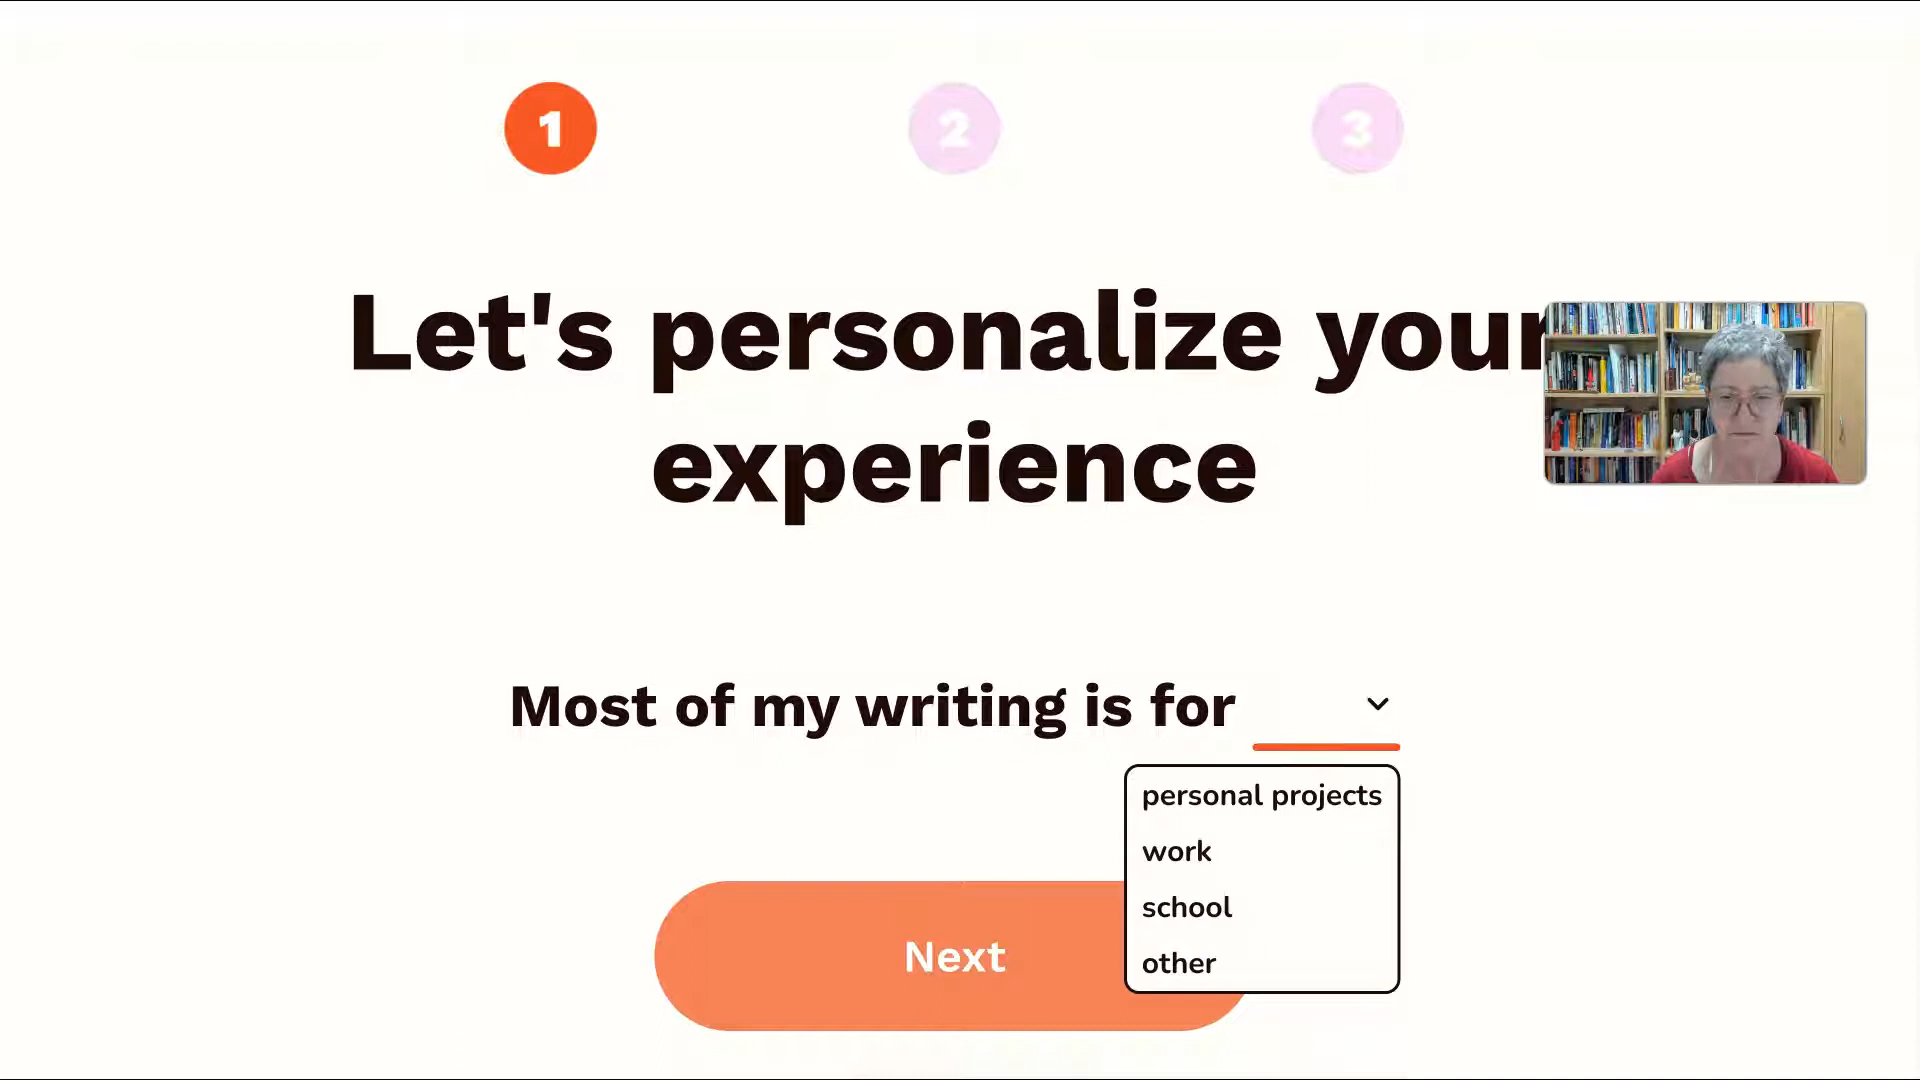 1
2
3
Let's personalize your
experience
Most of my writing is for
personal projects
work
school
other
Next